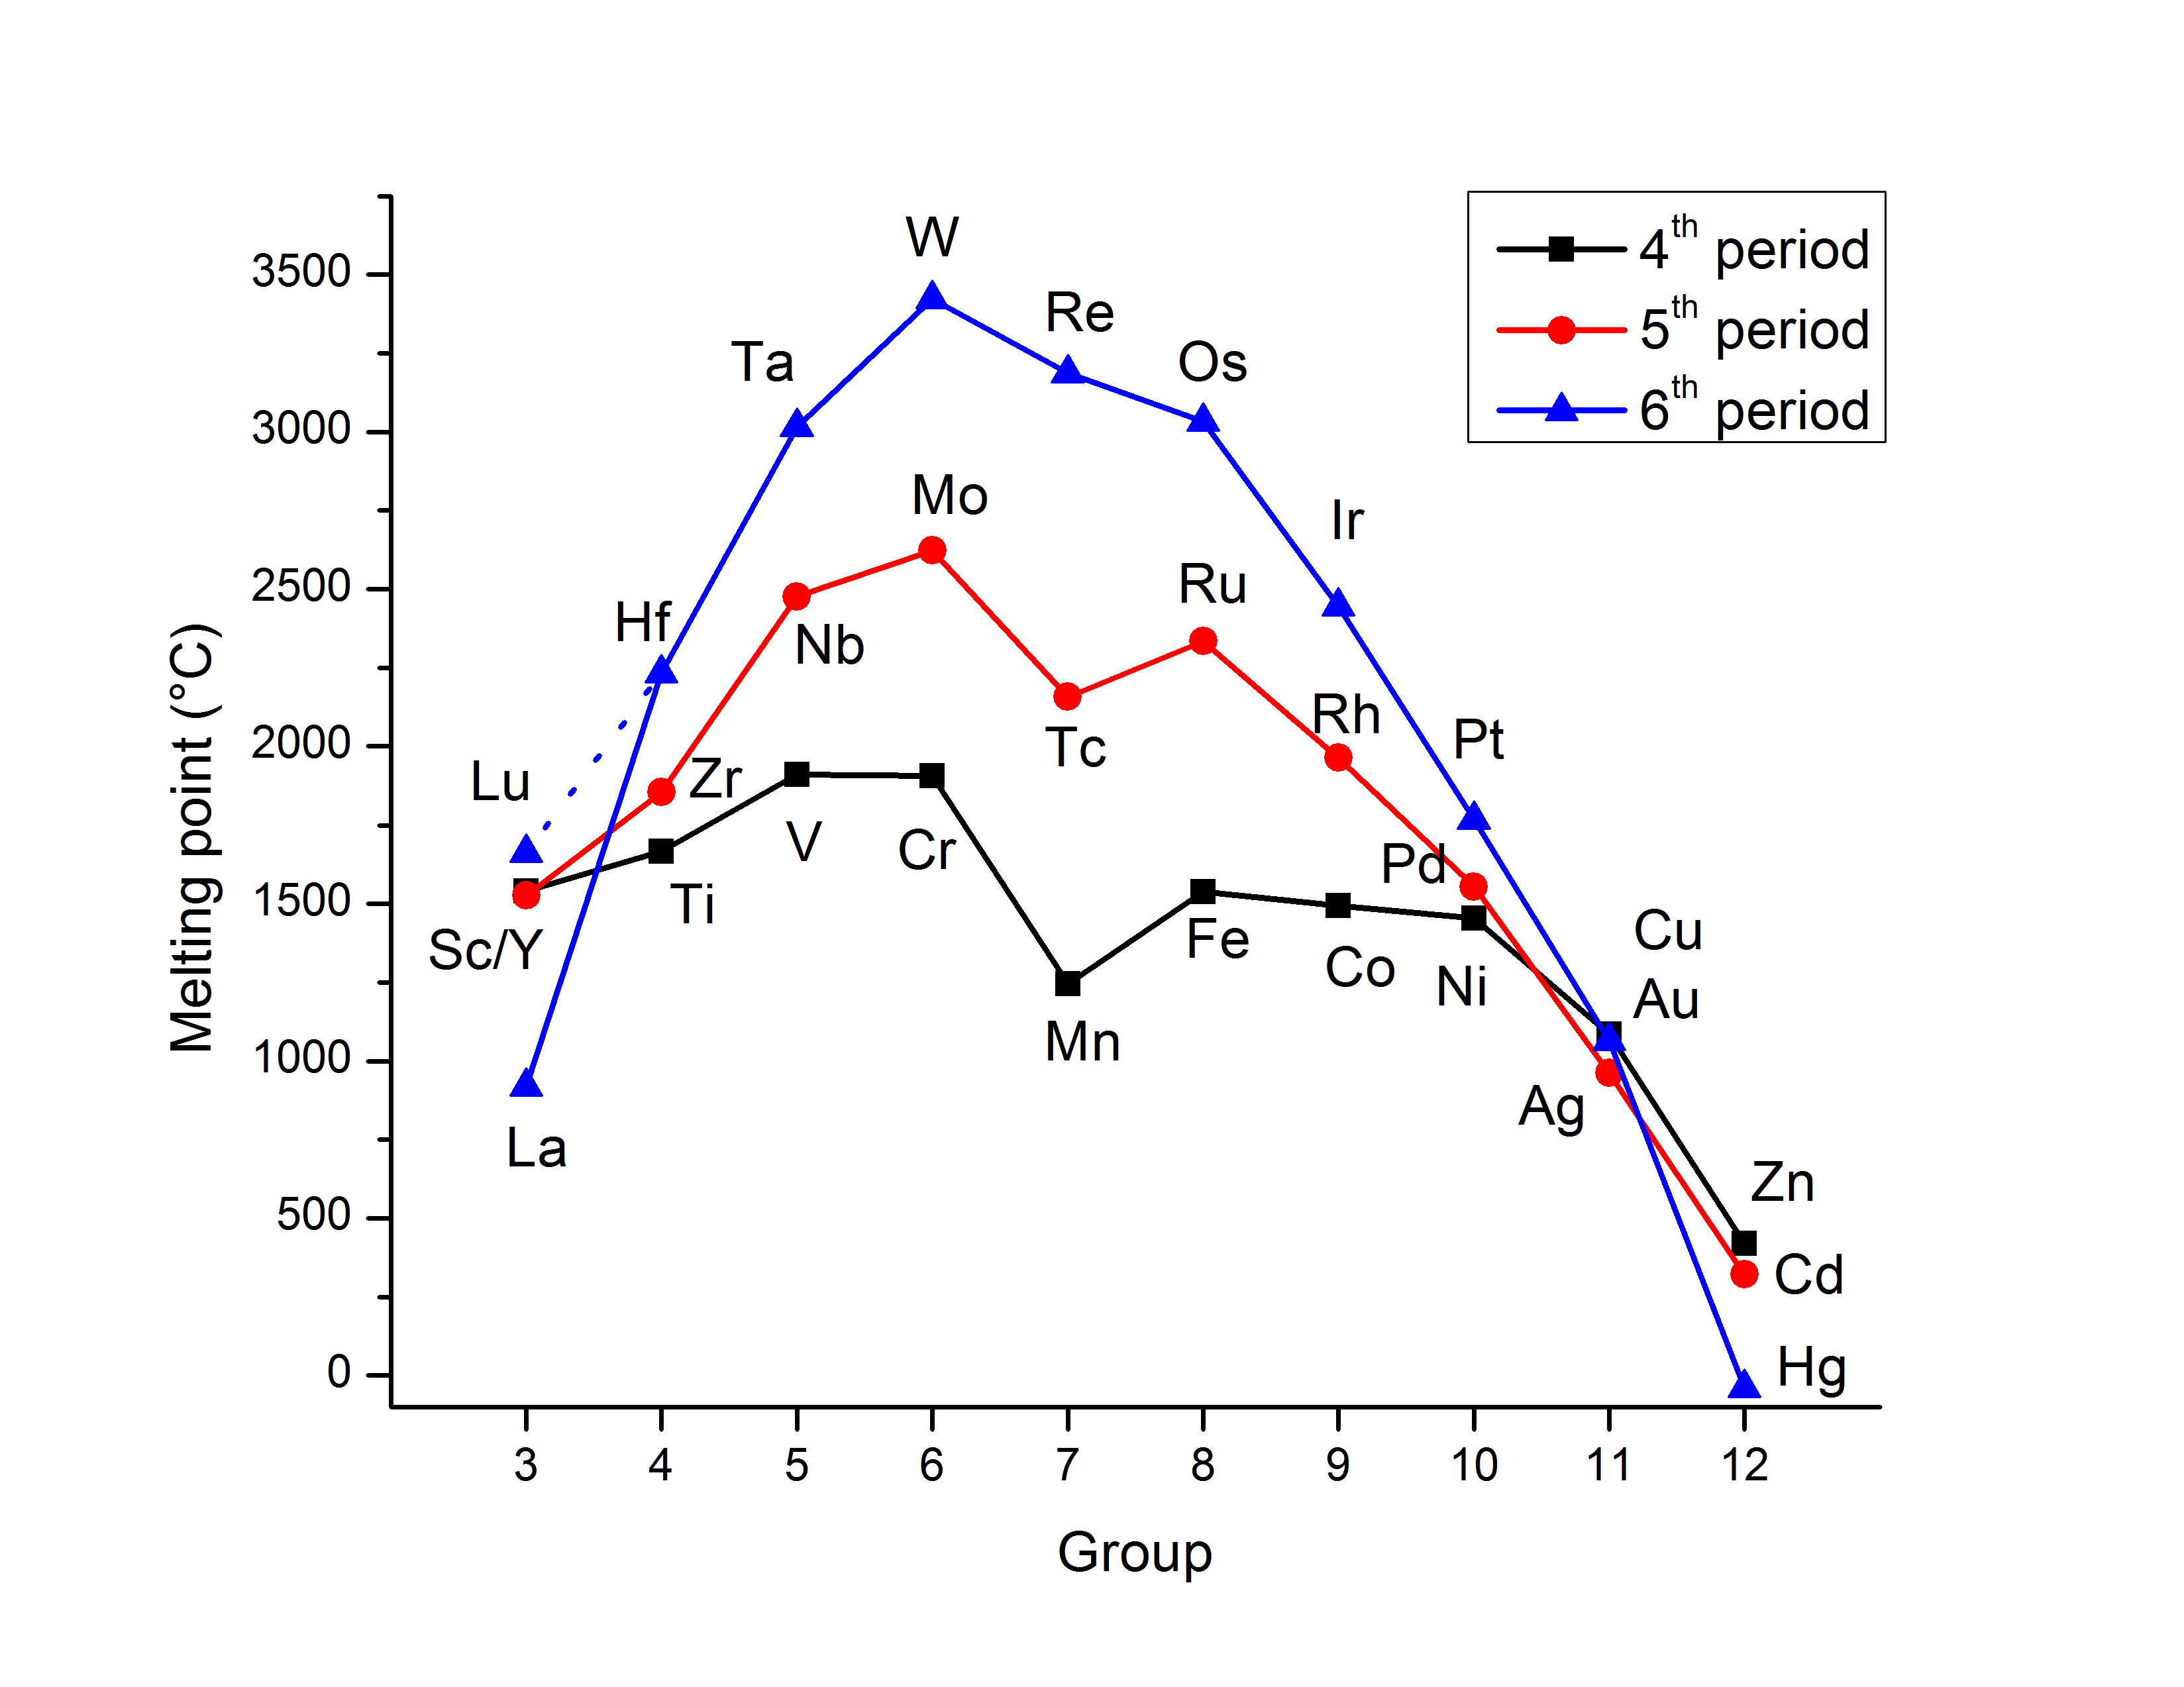 4th period
5th period
6th period
Melting point (°C)
3500
3000
2500
2000
1500
1000
500
0
W
Re
Ta
Os
Mo
Ir
Ru
Hf
Nb
Rh
Tc
Pt
Lu
Zr
V
Cr
Pd
Ti
Sc/Y
Fe
Co
Ni
Cu
Au
Mn
Ag
La
Zn
Cd
Hg
3 4 5 6 7 8 9 10 11 12
Group